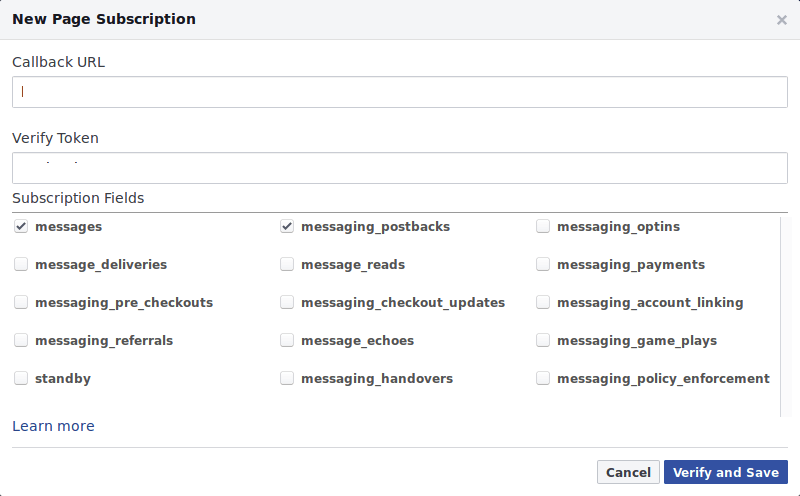 New Page Subscription ×
Callback URL
Verify Token
Subscription Fields
messages messaging_postbacks messaging_optins
message_deliveries message_reads messaging_payments
messaging_pre_checkouts messaging_checkout_updates messaging_account_linking
messaging_referrals message_echoes messaging_game_plays
standby messaging_handovers messaging_policy_enforcement
Learn more
Cancel Verify and Save